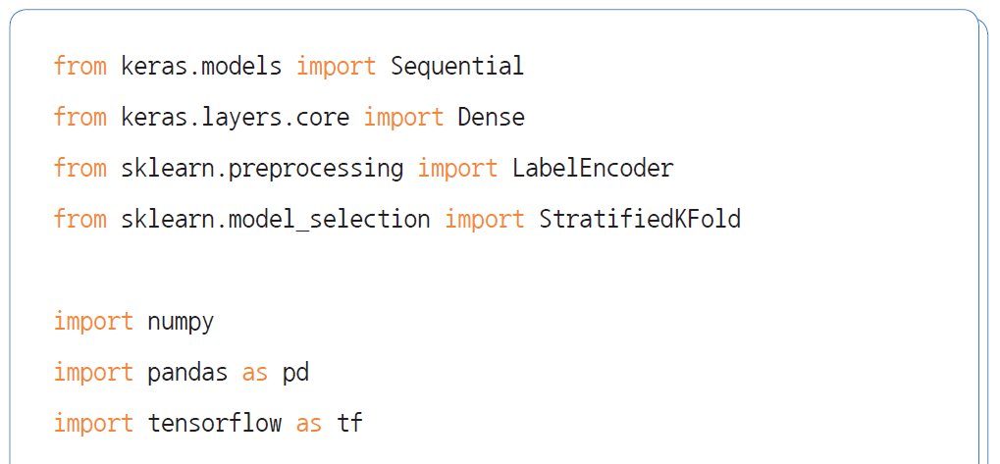 from keras.models import Sequential
from keras.layers.core import Dense
from sklearn.preprocessing import LabelEncoder
from sklearn.model_selection import StratifiedKFold
import numpy
import pandas as pd
import tensorflow as tf